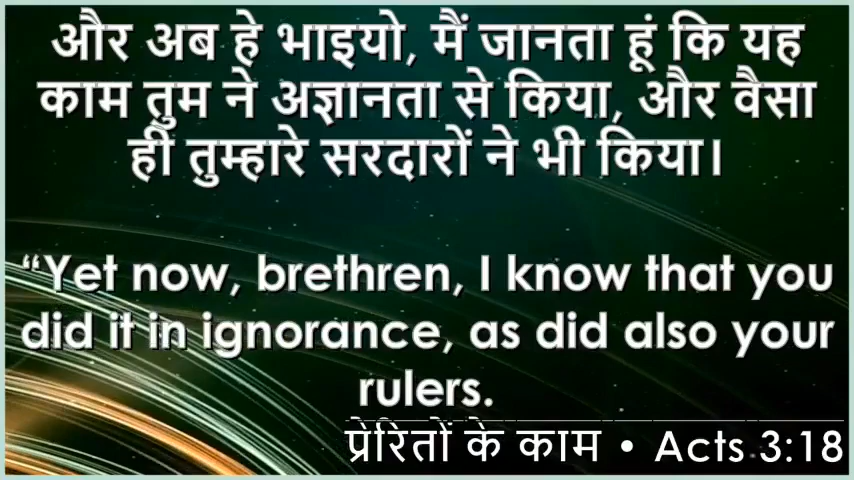 और अब हे भाइयो, मैं जानता हूं कि यह
काम तुम ने अज्ञानता से किया, और वैसा
ही तुम्हारे सरदारों ने भी किया।
“Yet now, brethren, I know that you
did it in ignorance, as did also your
rulers.
प्रेरितों के काम • Acts 3:18